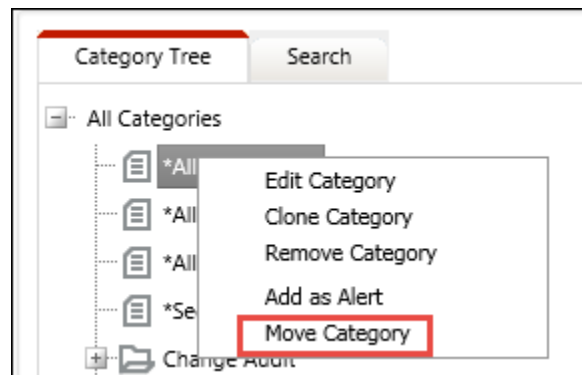 Category Tree
Search
All Categories
*All
Edit Category
Clone Category
*All
Remove Category
*All
Add as Alert
*Se
Move Category
Change Audit